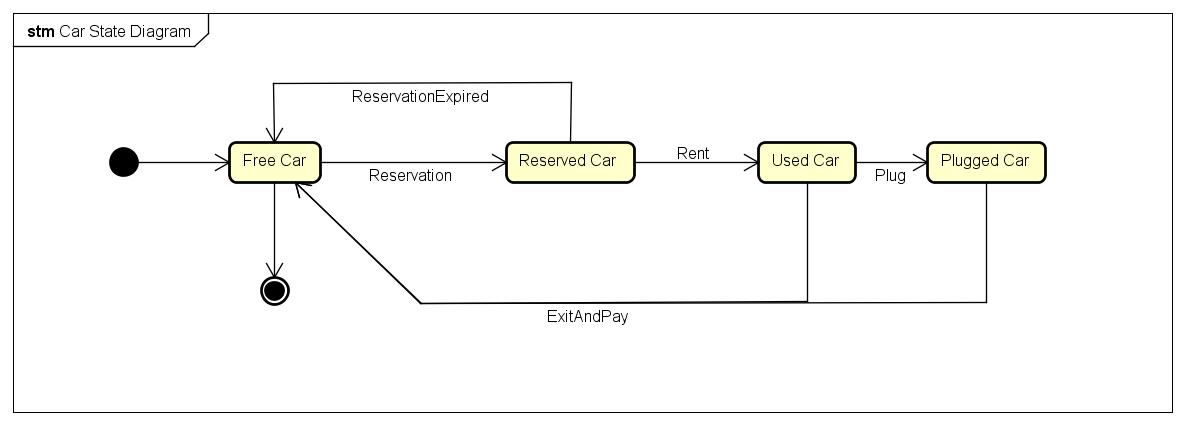 stm Car State Diagram
ReservationExpired
Free Car
Reservation
Reserved Car
Rent
Used Car
Plug
Plugged Car
ExitAndPay